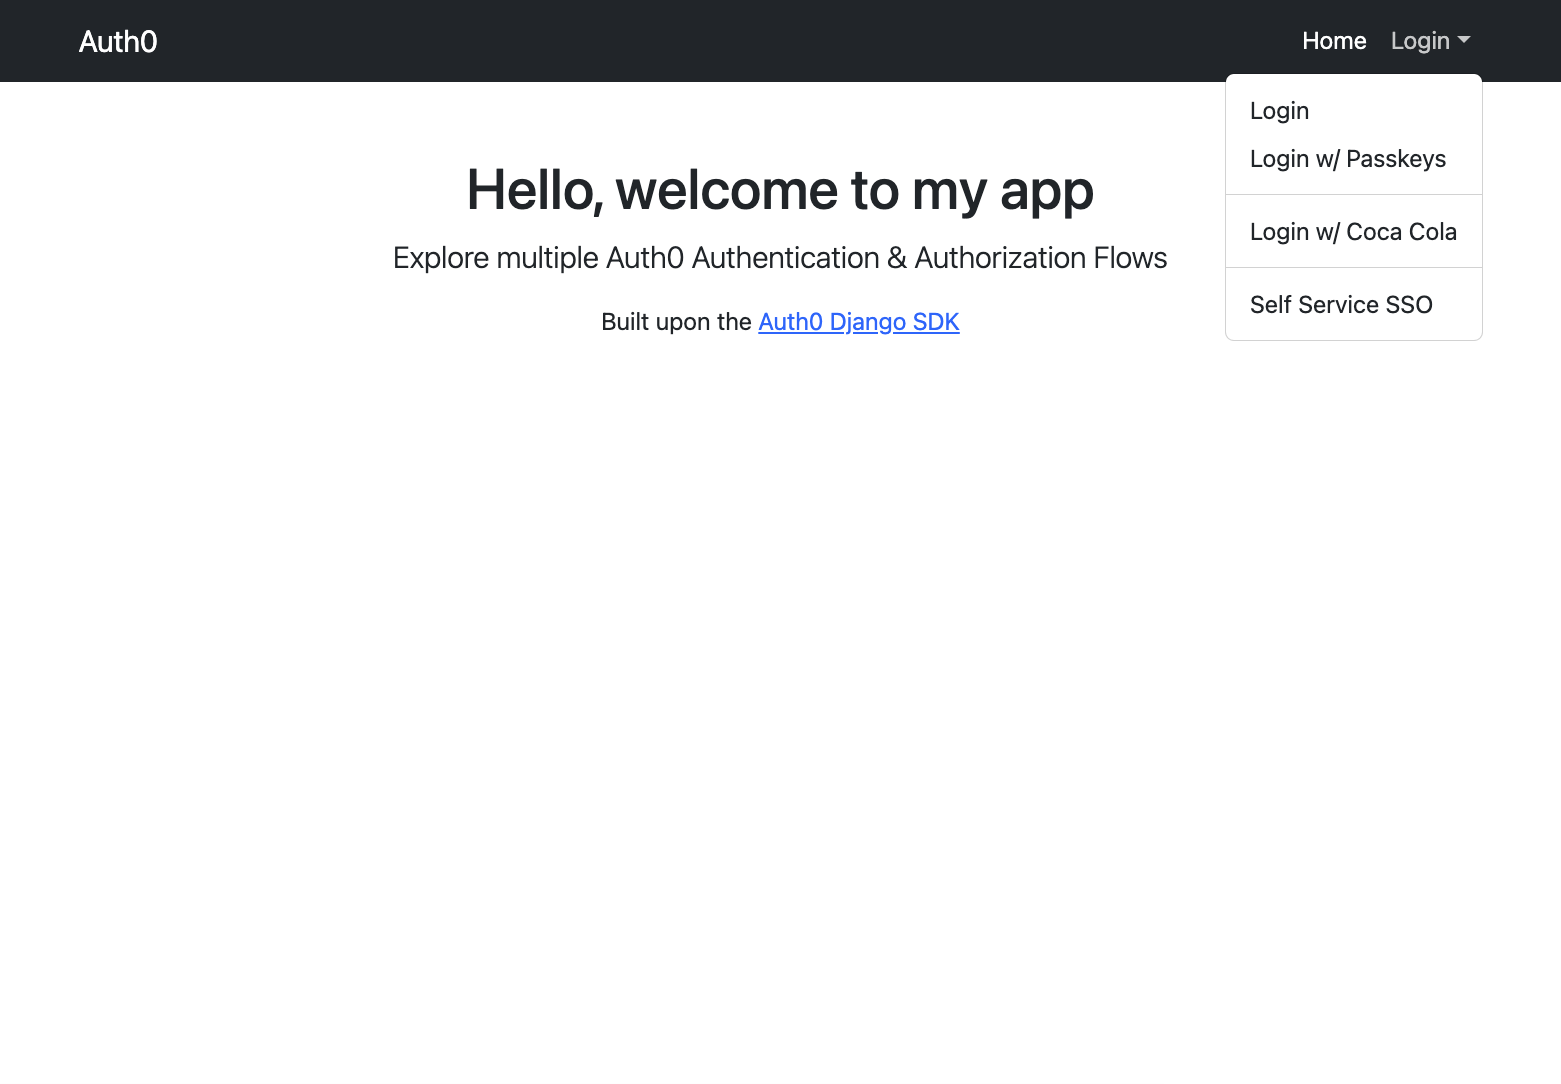 Auth0
Home
Login
Login
Login w/ Passkeys
Login w/ Coca Cola
Self Service SSO
Hello, welcome to my app
Explore multiple Auth0 Authentication & Authorization Flows
Built upon the Auth0 Django SDK